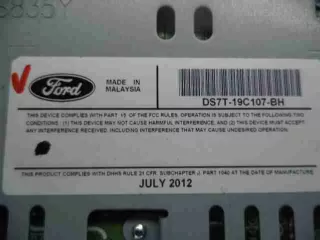 5835Y
Ford
MADE IN
MALAYSIA
DS7T-19C107-BH
THIS DEVICE COMPLIES WITH PART 15 OF THE FCC RULES. OPERATION IS SUBJECT TO THE FOLLOWING TWO
CONDITIONS: (1) THIS DEVICE MAY NOT CAUSE HARMFUL INTERFERENCE, AND (2) THIS DEVICE MUST ACCEPT
ANY INTERFERENCE RECEIVED, INCLUDING INTERFERENCE THAT MAY CAUSE UNDESIRED OPERATION.
THIS PRODUCT COMPLIES WITH DHHS RULE 21 CFR, SUBCHAPTER J, PART 1040 AT THE DATE OF MANUFACTURE
JULY 2012